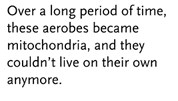 Over a long period of time,
these aerobes became
mitochondria, and they
couldn't live on their own
anymore.